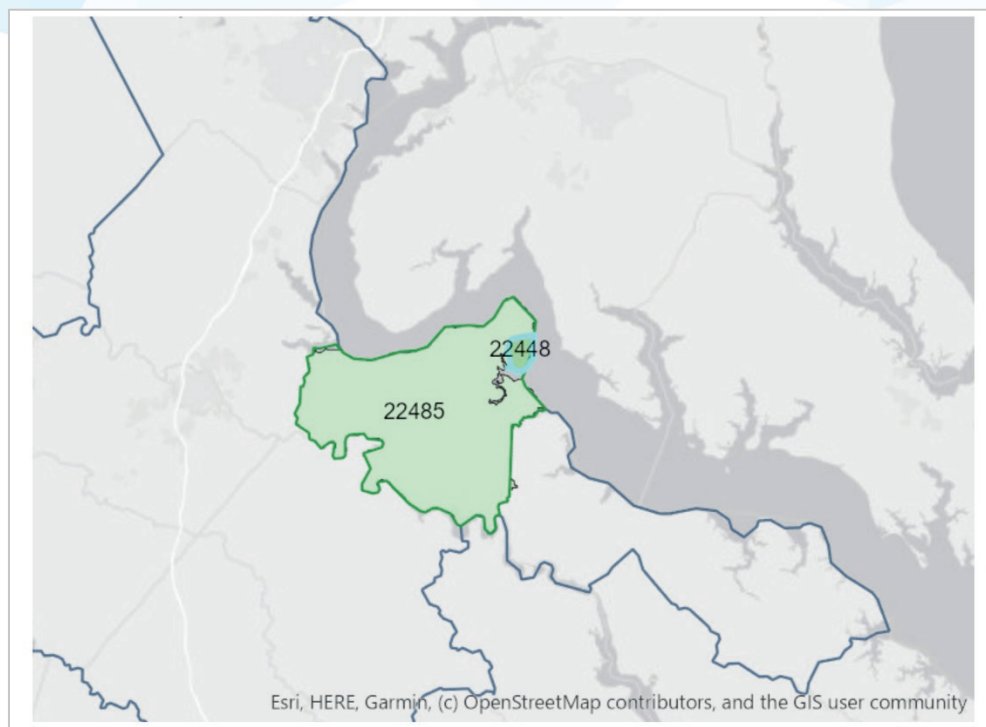 22448
22485
Esri, HERE, Garmin, (c) OpenStreetMap contributors, and the GIS user community